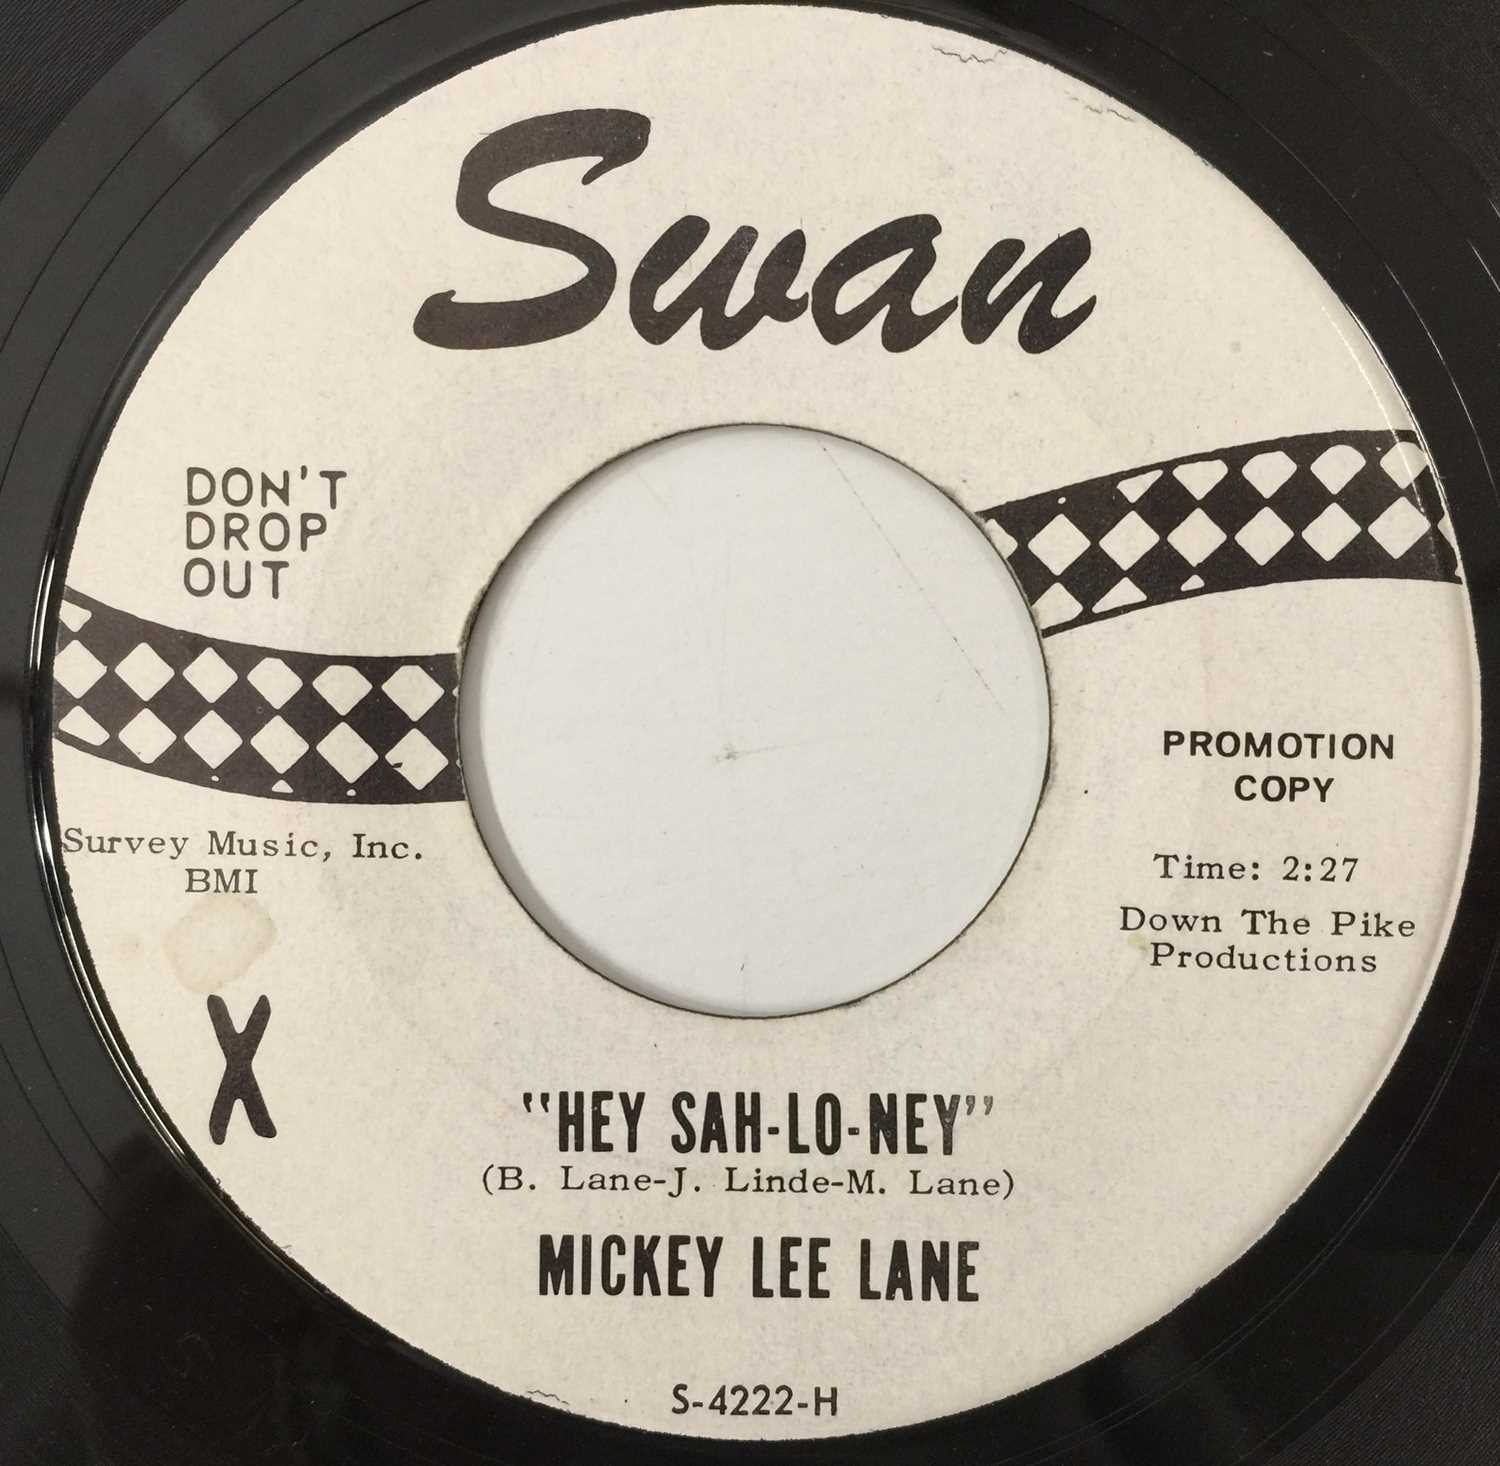 Swan
DON'T
DROP
OUT
PROMOTION
COPY
Survey Music, Inc.
BMI
Time: 2:27
Down The Pike
Productions
X
"HEY SAH-LO-NEY"
(B. Lane-J. Linde-M. Lane)
MICKEY LEE LANE
S-4222-H